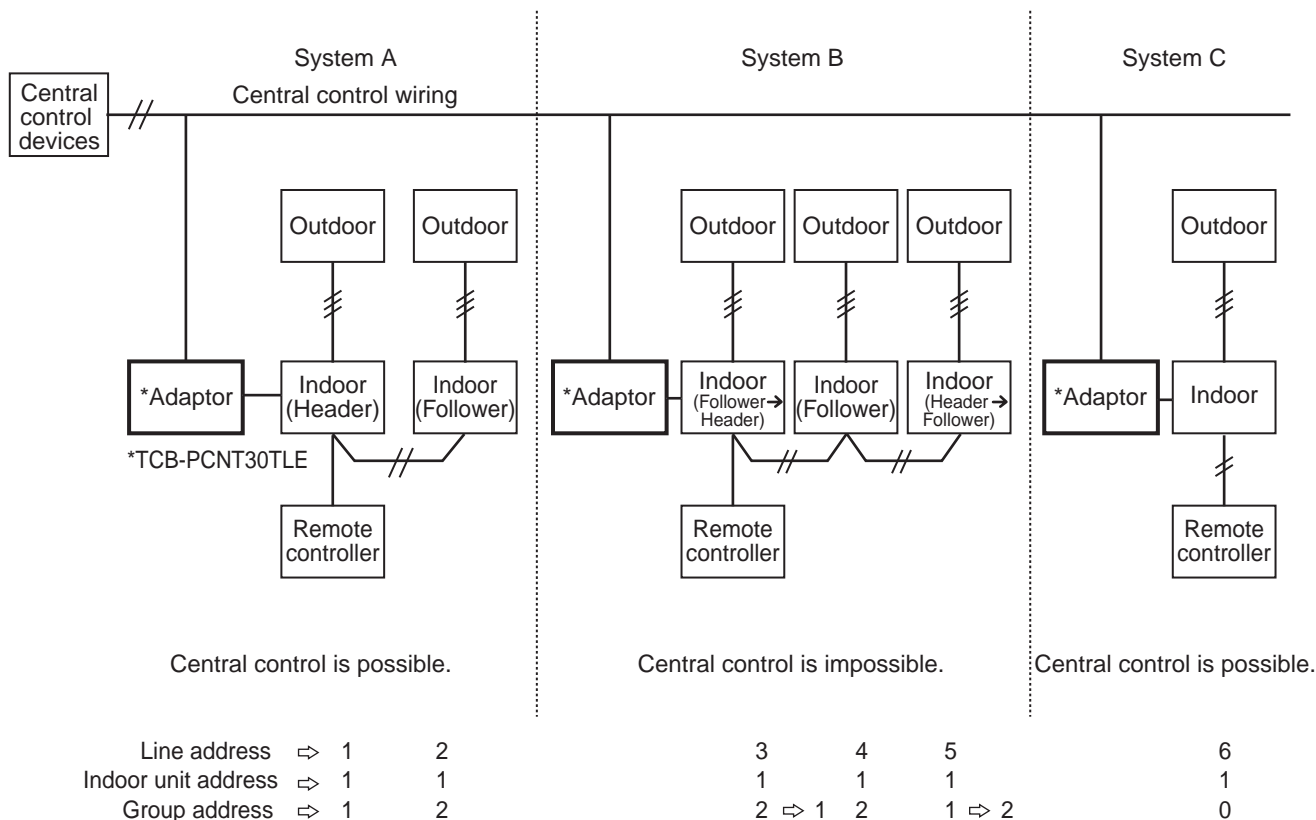 System A
System B
System C
Central
control
devices
Central control wiring
Outdoor
Outdoor
Outdoor
Outdoor
Outdoor
Outdoor
*Adaptor
Indoor
(Header)
Indoor
(Follower)
*Adaptor
Indoor
(Follower➔
Header)
Indoor
(Follower)
Indoor
(Header ➔
Follower)
*Adaptor
Indoor
*TCB-PCNT30TLE
Remote
controller
Remote
controller
Remote
controller
Central control is possible.
Central control is impossible.
Central control is possible.
Line address ⇨ 1 2 3 4 5 6
Indoor unit address ⇨ 1 1 1 1 1 1
Group address ⇨ 1 2 2 ⇨ 1 2 1 ⇨ 2 0